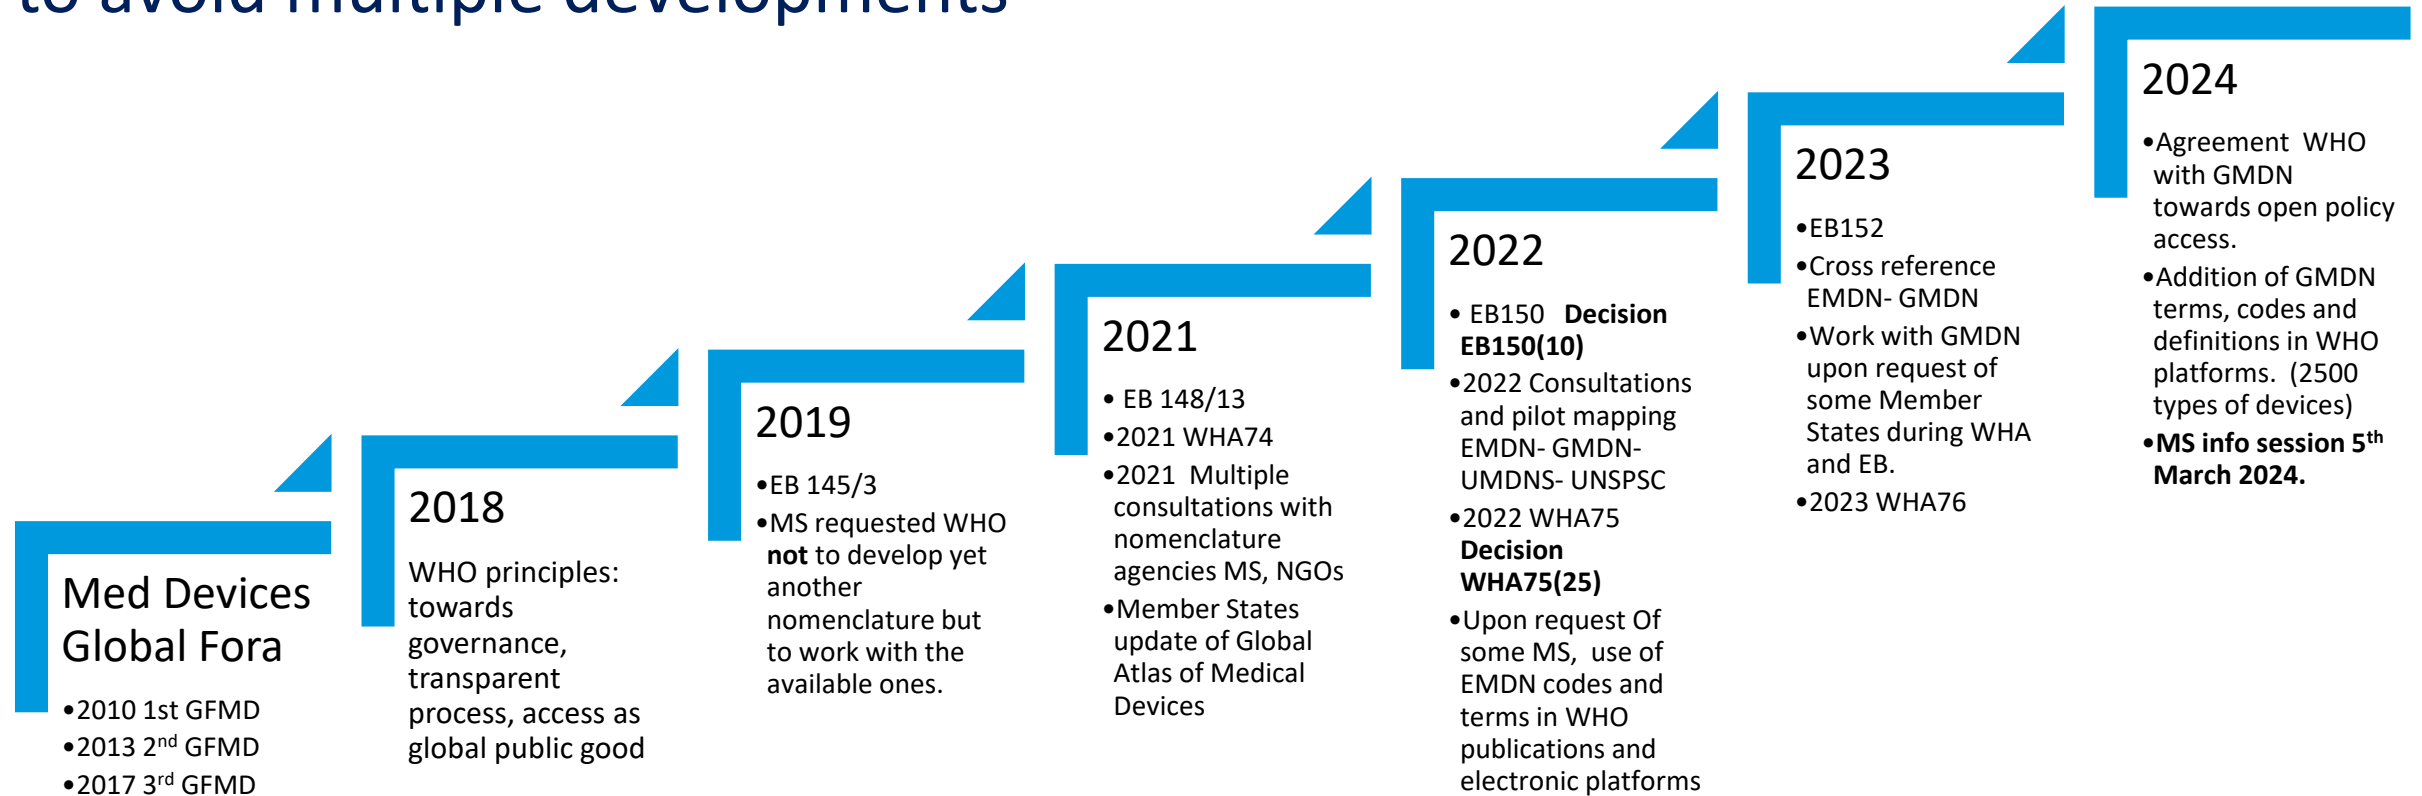 to avoid multiple developments
Med Devices
Global Fora
•2010 1st GFMD
•2013 2nd GFMD
•2017 3rd GFMD
2018
WHO principles:
towards
governance,
transparent
process, access as
global public good
2019
•EB 145/3
•MS requested WHO
not to develop yet
another
nomenclature but
to work with the
available ones.
2021
• EB 148/13
•2021 WHA74
•2021 Multiple
consultations with
nomenclature
agencies MS, NGOs
•Member States
update of Global
Atlas of Medical
Devices
2022
• EB150 Decision
EB150(10)
•2022 Consultations
and pilot mapping
EMDN- GMDN-
UMDNS- UNSPSC
•2022 WHA75
Decision
WHA75(25)
•Upon request Of
some MS, use of
EMDN codes and
terms in WHO
publications and
electronic platforms
2023
•EB152
•Cross reference
EMDN- GMDN
•Work with GMDN
upon request of
some Member
States during WHA
and EB.
•2023 WHA76
2024
•Agreement WHO
with GMDN
towards open policy
access.
•Addition of GMDN
terms, codes and
definitions in WHO
platforms. (2500
types of devices)
•MS info session 5th
March 2024.